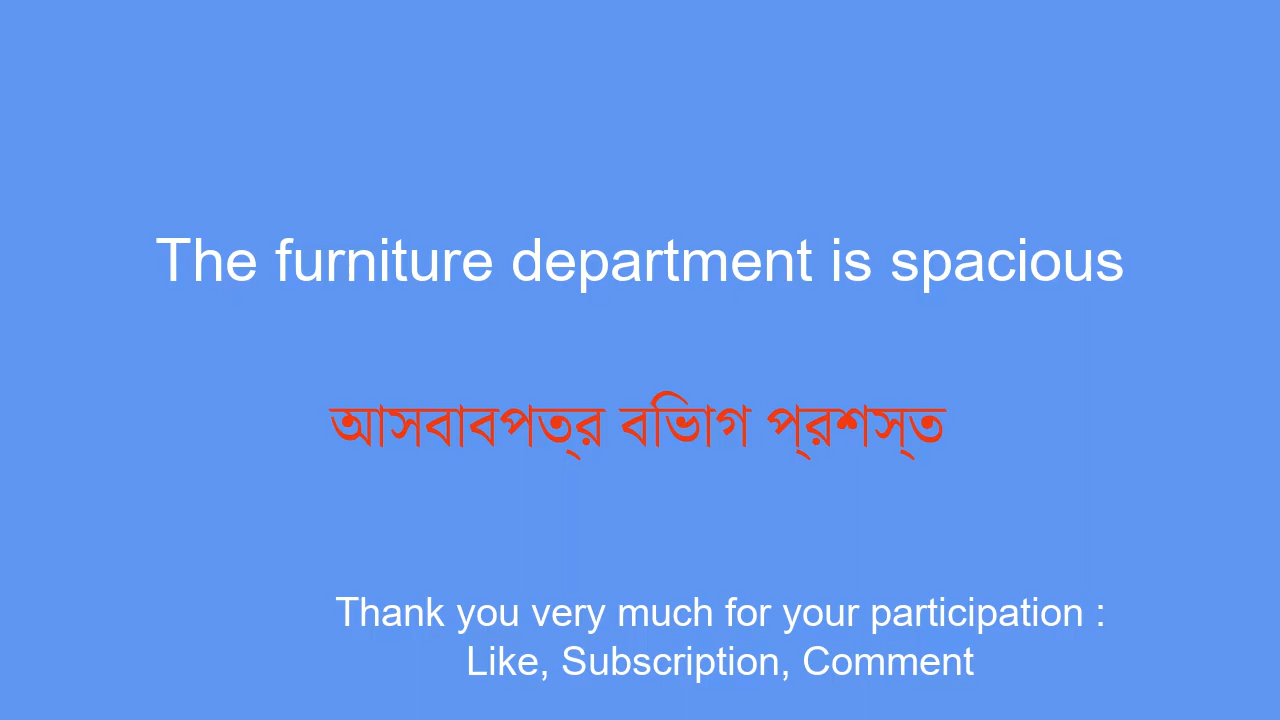 The furniture department is spacious
আসবাবপত্র বিভাগ প্রশস্ত
Thank you very much for your participation :
Like, Subscription, Comment